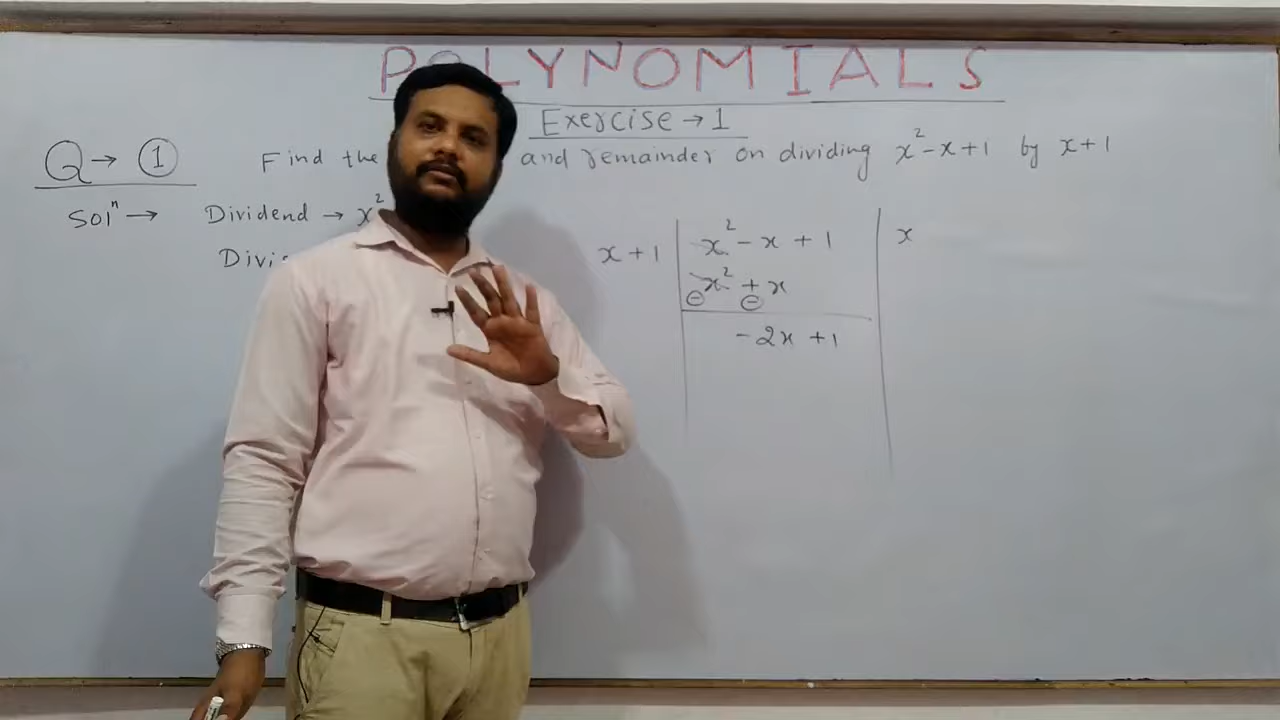 POLYNOMIALS
Exercise → 1
Q → ① Find the and remainder on dividing x² - x + 1 by x + 1
Solⁿ → Dividend → x²
x + 1 | x² - x + 1 | x
x² + x
⊖ ⊖
- 2x + 1